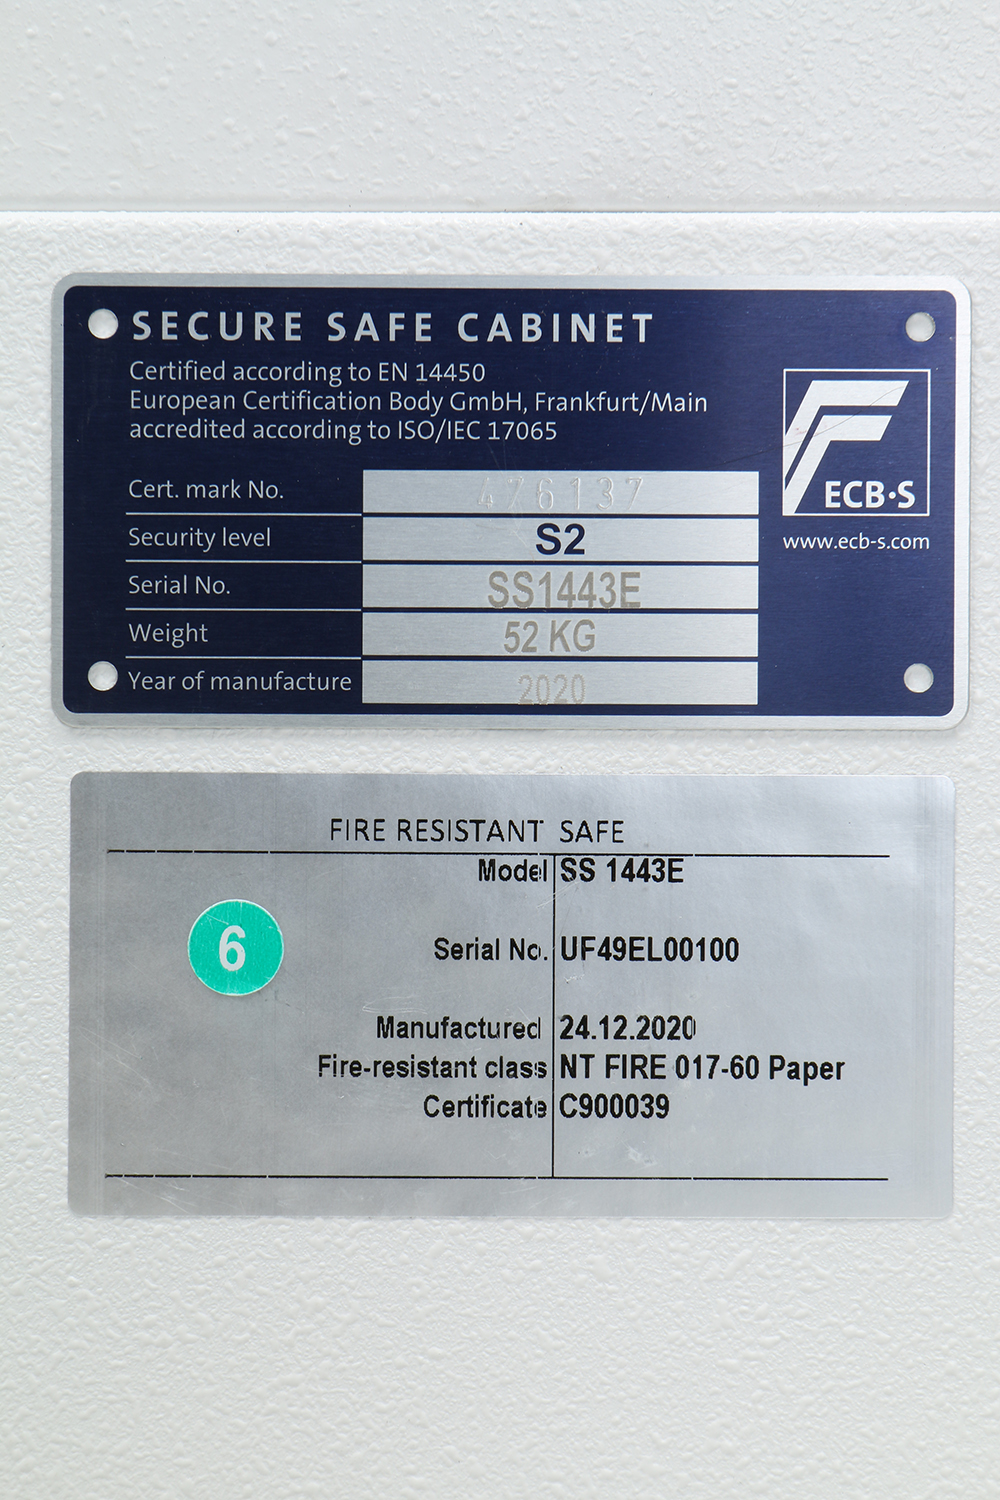 SECURE SAFE CABINET
Certified according to EN 14450
European Certification Body GmbH, Frankfurt/Main
accredited according to ISO/IEC 17065
ECB·S
www.ecb-s.com
Cert. mark No. 476137
Security level S2
Serial No. SS1443E
Weight 52 KG
Year of manufacture 2020
FIRE RESISTANT SAFE
Model SS 1443E
6
Serial No. UF49EL00100
Manufactured 24.12.2020
Fire-resistant class NT FIRE 017-60 Paper
Certificate C900039